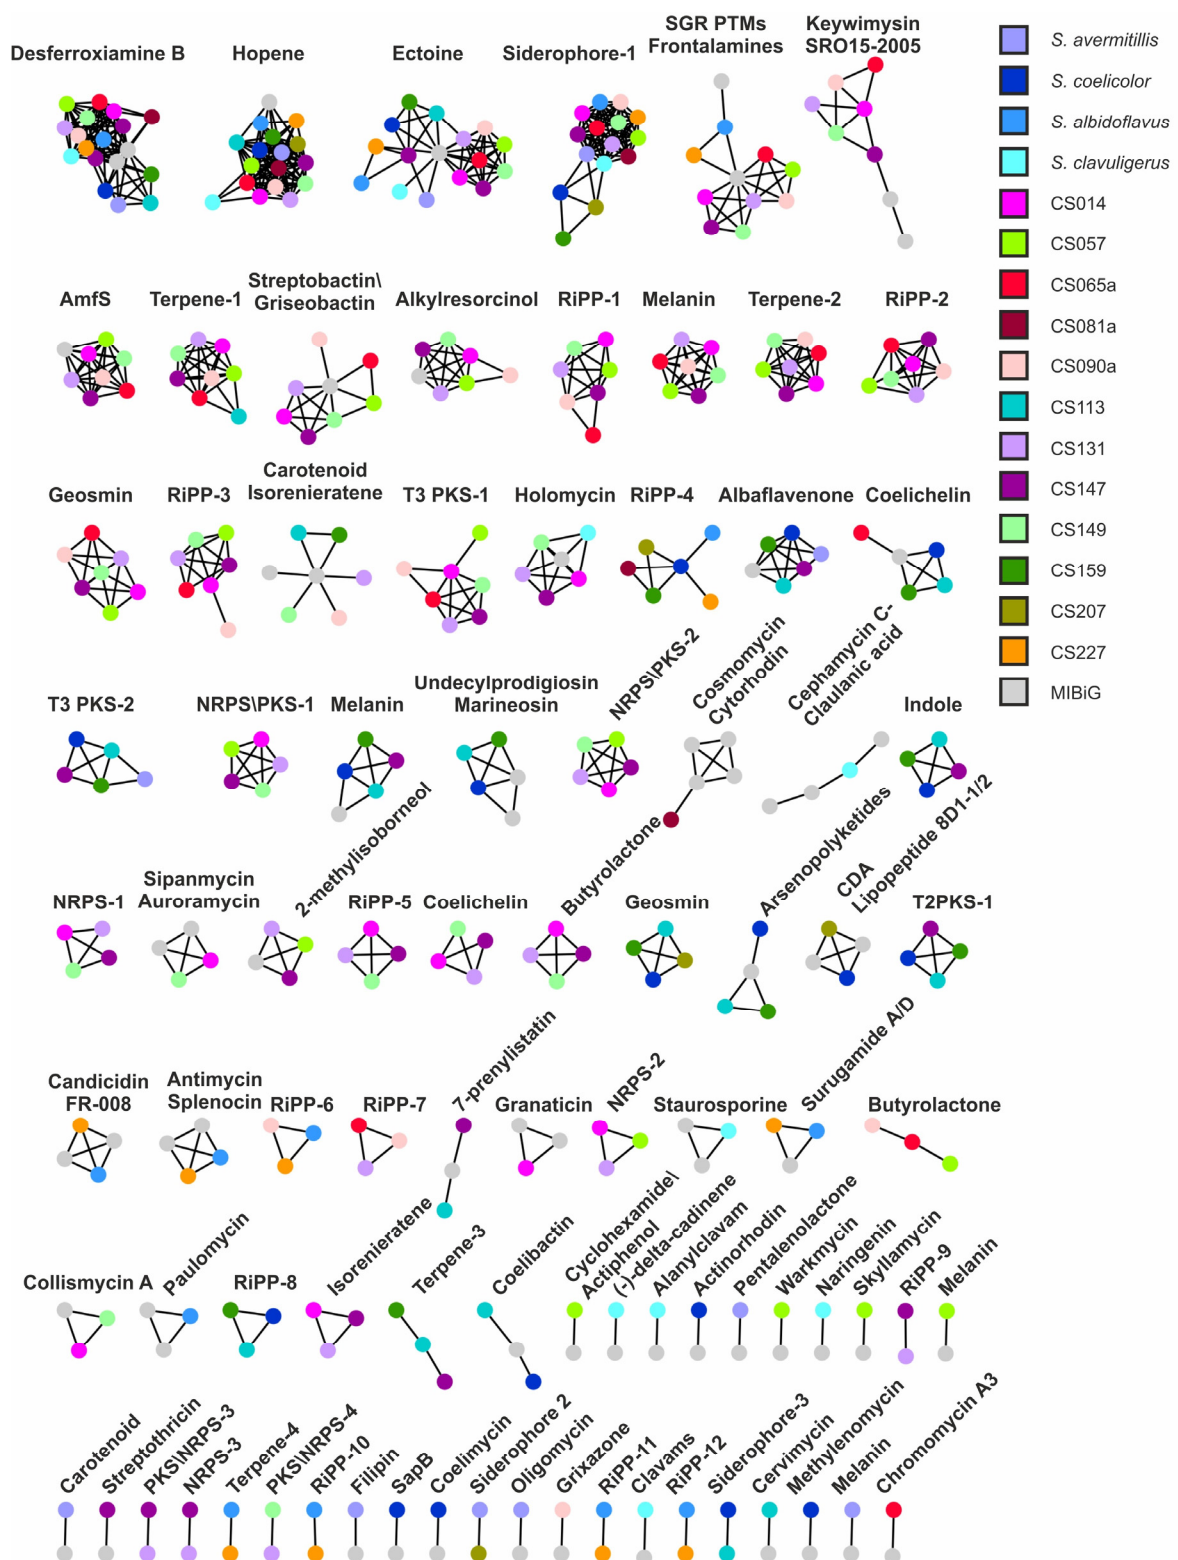 SGR PTMs
Frontalamines
Keywimysin
SRO15-2005
Desferroxiamine B
Hopene
Ectoine
Siderophore-1
S. avermitillis
S. coelicolor
S. albidoflavus
S. clavuligerus
CS014
CS057
CS065a
CS081a
CS090a
CS113
CS131
CS147
CS149
CS159
CS207
CS227
MIBiG
AmfS
Terpene-1
Streptobactin\
Griseobactin
Alkylresorcinol
RiPP-1
Melanin
Terpene-2
RiPP-2
Geosmin
RiPP-3
Carotenoid
Isorenieratene
T3 PKS-1
Holomycin
RiPP-4
Albaflavenone
Coelichelin
T3 PKS-2
NRPS\PKS-1
Melanin
Undecylprodigiosin
Marineosin
NRPS\PKS-2
Cosmomycin
Cytorhodin
Cephamycin C-
Claulanic acid
Indole
NRPS-1
Sipanmycin
Auroramycin
2-methylisoborneol
RiPP-5
Coelichelin
Butyrolactone
Geosmin
Arsenopolyketides
CDA
Lipopeptide 8D1-1/2
T2PKS-1
Candicidin
FR-008
Antimycin
Splenocin
RiPP-6
RiPP-7
7-prenylistatin
Granaticin
NRPS-2
Staurosporine
Surugamide A/D
Butyrolactone
Collismycin A
Paulomycin
RiPP-8
Isorenieratene
Terpene-3
Coelibactin
Cyclohexamide\
Actiphenol
(-)-delta-cadinene
Alanylclavam
Actinorhodin
Pentalenolactone
Warkmycin
Naringenin
Skyllamycin
RiPP-9
Melanin
Carotenoid
Streptothricin
PKS\NRPS-3
NRPS-3
Terpene-4
PKS\NRPS-4
RiPP-10
Filipin
SapB
Coelimycin
Siderophore 2
Oligomycin
Grixazone
RiPP-11
Clavams
RiPP-12
Siderophore-3
Cervimycin
Methylenomycin
Melanin
Chromomycin A3